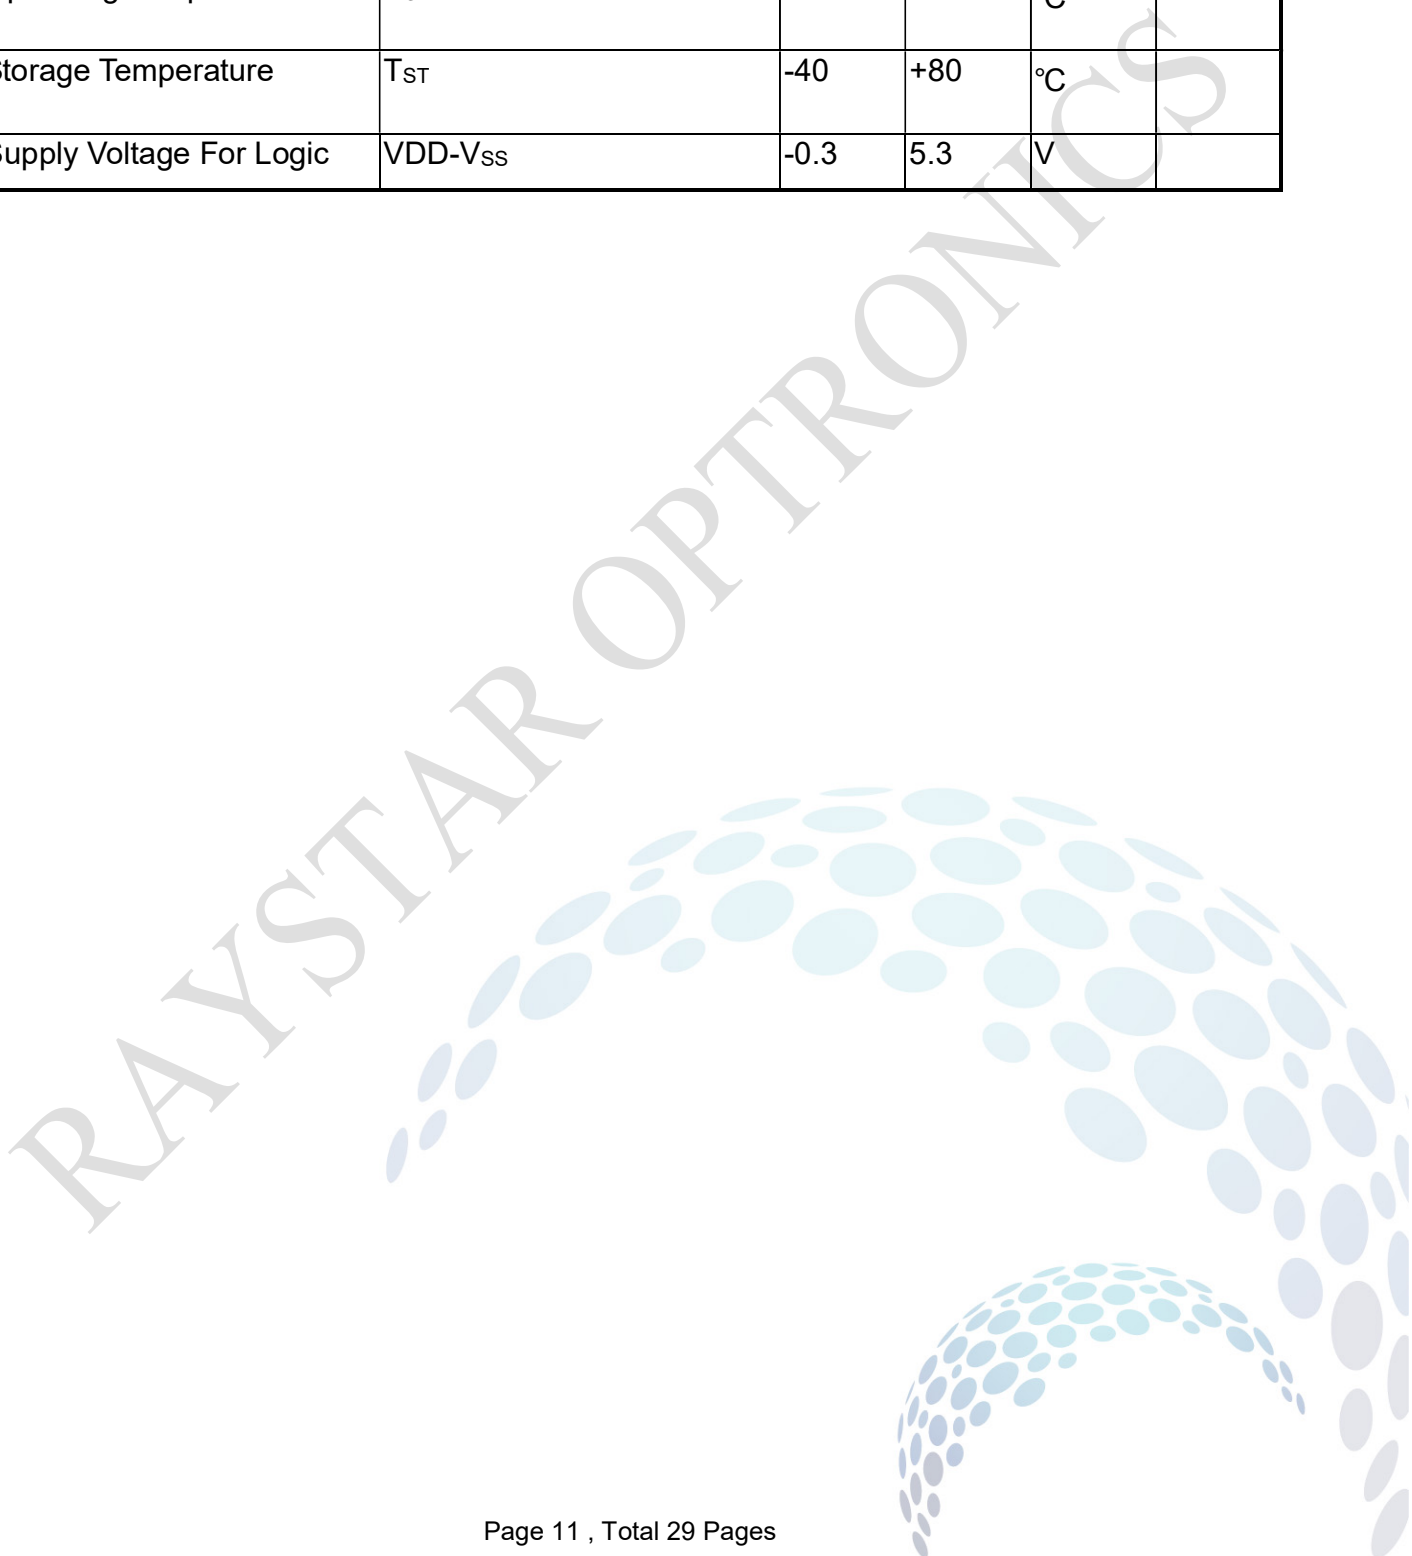 ℃
Storage Temperature TST -40 +80 ℃
Supply Voltage For Logic VDD-VSS -0.3 5.3 V
RAYSTAR OPTRONICS
Page 11 , Total 29 Pages